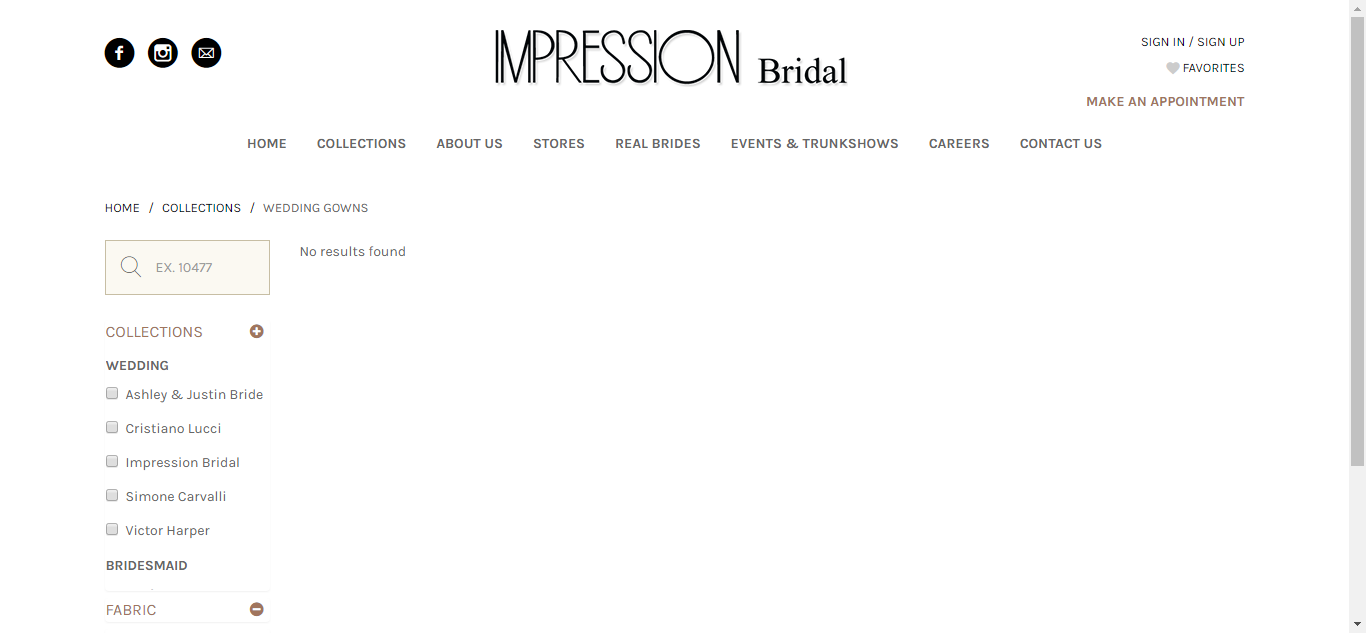 IMPRESSION Bridal
SIGN IN / SIGN UP
FAVORITES
MAKE AN APPOINTMENT
HOME COLLECTIONS ABOUT US STORES REAL BRIDES EVENTS & TRUNKSHOWS CAREERS CONTACT US
HOME / COLLECTIONS / WEDDING GOWNS
EX. 10477
No results found
COLLECTIONS
WEDDING
Ashley & Justin Bride
Cristiano Lucci
Impression Bridal
Simone Carvalli
Victor Harper
BRIDESMAID
FABRIC